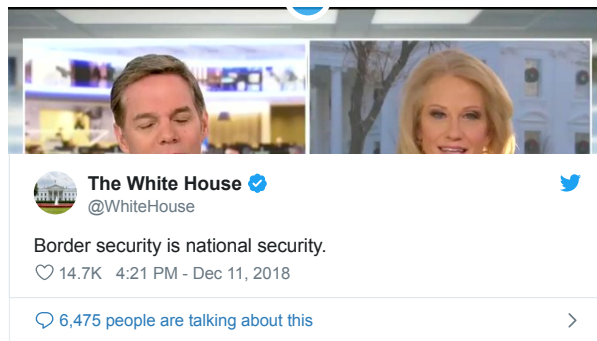 The White House
@WhiteHouse
Border security is national security.
14.7K 4:21 PM - Dec 11, 2018
6,475 people are talking about this